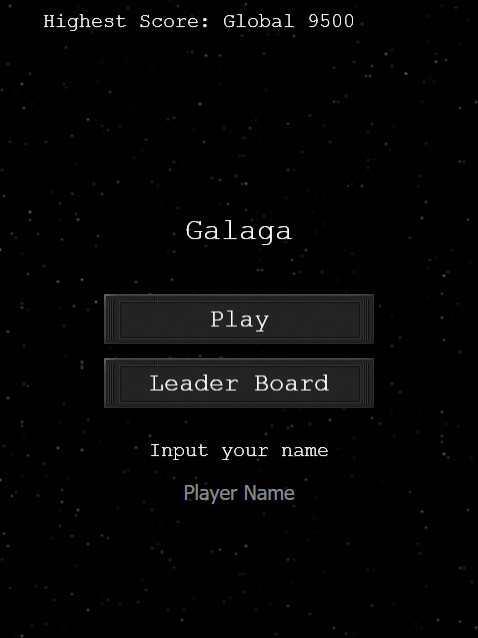 Highest Score: Global 9500
Galaga
Play
Leader Board
Input your name
Player Name